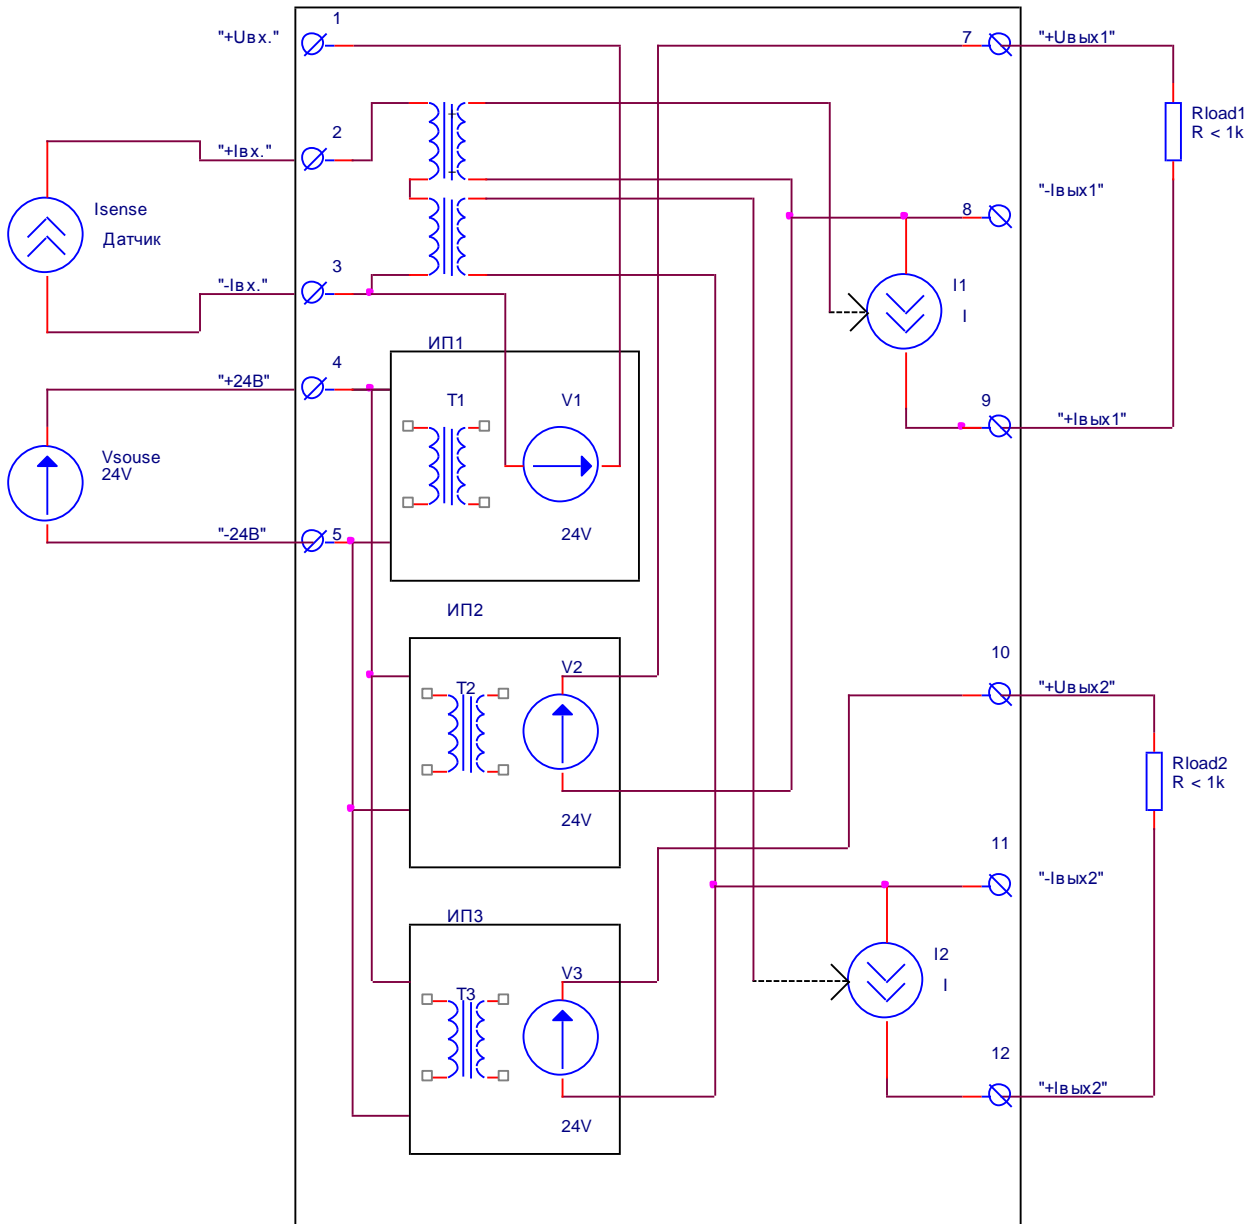 1
"+Uвх."
7
"+Uвых1"
Rload1
R < 1k
2
"+Iвх."
"-Iвых1"
8
Isense
Датчик
3
"-Iвх."
I1
I
ИП1
4
"+24В"
T1
V1
9
"+Iвых1"
Vsouse
24V
"-24В"
5
24V
ИП2
10
V2
T2
"+Uвых2"
Rload2
R < 1k
24V
11
"-Iвых2"
ИП3
I2
I
V3
T3
12
"+Iвых2"
24V